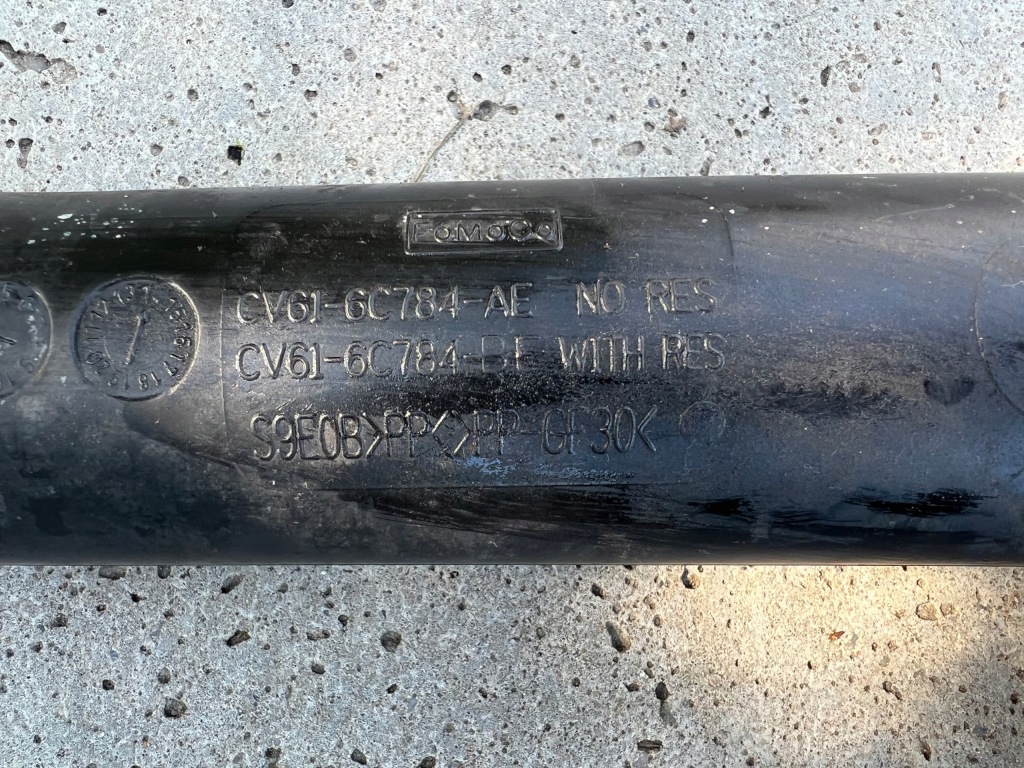 FoMoCo
CV61-6C784-AE NO RES
CV61-6C784-BE WITH RES
S9E0B>PP<>PP-GF30<